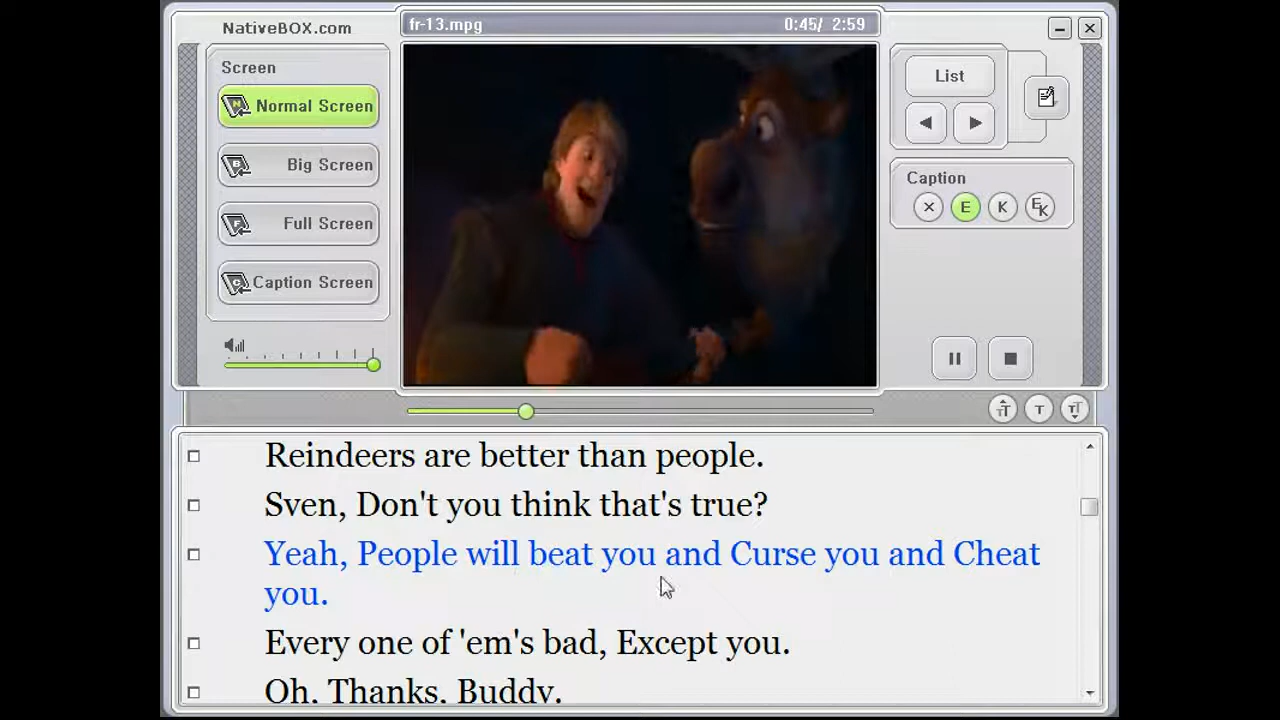 NativeBOX.com
fr-13.mpg 0:45/ 2:59
Screen
Normal Screen
Big Screen
Full Screen
Caption Screen
List
Caption
X E K EK
T T T
Reindeers are better than people.
Sven, Don't you think that's true?
Yeah, People will beat you and Curse you and Cheat
you.
Every one of 'em's bad, Except you.
Oh, Thanks, Buddy.